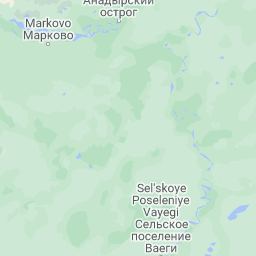 Анадырский
острог
Markovo
Марково
Sel'skoye
Poseleniye
Vayegi
Сельское
поселение
Ваеги